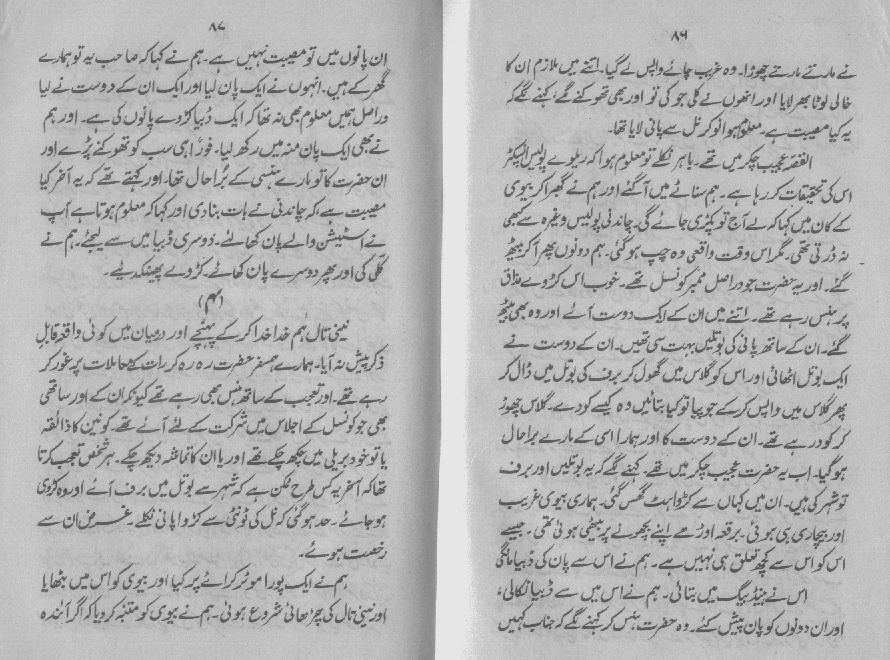 ۸۶
نے مارتے مارتے چھوڑا۔ وہ غریب چائے واپس لے گیا۔ اتنے میں ملازم ان کا
خالی لوٹا بھر لایا اور انھوں نے کلی جو کی تو اور بھی تھوکنے لگے، کہنے لگے کہ
یہ کیا مصیبت ہے۔ معلوم ہوا نوکر نل سے پانی لایا تھا۔
الغقہ عجیب چکر میں تھے۔ باہر نکلے تو معلوم ہوا کہ ریلوے پولیس انسپکٹر
اس کی تحقیقات کر رہا ہے۔ ہم سناٹے میں آ گئے اور ہم نے گھبرا کر بیوی
کے کان میں کہا کہ لے آج تو پکڑی جائے گی۔ چاندنی پولیس وغیرہ سے کبھی
نہ ڈرتی تھی۔ مگر اس وقت واقعی وہ چپ ہو گئی۔ ہم دونوں پھر آ کر بیٹھ
گئے۔ اور یہ حضرت جو دراصل ممبر کونسل تھے۔ خوب اس کڑوے مذاق
پر ہنس رہے تھے۔ اتنے میں ان کے ایک دوست آئے اور وہ بھی بیٹھ
گئے۔ ان کے ساتھ پانی کی بوتلیں بہت سی تھیں۔ ان کے دوست نے
ایک بوتل اٹھائی اور اس کو گلاس میں گھول کر برف کی بوتل میں ڈال کر
پھر گلاس میں واپس کر کے جو پیا تو کیا بتائیں وہ کیسے کودے۔ گلاس چھوڑ
کر کود رہے تھے۔ ان کے دوست کا اور ہمارا ہنسی کے مارے برا حال
ہو گیا۔ اب یہ حضرت عجیب چکر میں تھے۔ کہنے لگے کہ یہ بوتلیں اور برف
تو شہر کی ہیں۔ ان میں کہاں سے کڑواہٹ گھس گئی۔ ہماری بیوی غریب
اور بیچاری بنی ہوئی۔ برقعہ اوڑھے اپنے بچھونے پر بیٹھی ہوئی تھی۔ جیسے
اس کو اس سے کچھ تعلق ہی نہیں ہے۔ ہم نے اس سے پان کی ڈبیا مانگی
اس نے ہینڈ بیگ میں بتائی۔ ہم نے اس میں سے ڈبیا نکالی،
اور ان دونوں کو پان پیش کئے۔ وہ حضرت ہنس کر کہنے لگے کہ جناب کہیں
۸۷
ان پانوں میں تو مصیبت نہیں ہے۔ ہم نے کہا کہ صاحب یہ تو ہمارے
گھر کے ہیں۔ انہوں نے ایک پان لیا اور ایک ان کے دوست نے لیا
دراصل ہمیں معلوم بھی نہ تھا کہ ایک ڈبیا کڑوے پانوں کی ہے۔ اور ہم
نے بھی ایک پان منہ میں رکھ لیا۔ فوراً ہی سب کو تھوکنے پڑے اور
ان حضرت کا تو مارے ہنسی کے بُرا حال تھا۔ اور کہتے تھے کہ یہ آخر کیا
مصیبت ہے، کہ چاندنی نے بات بنا دی اور کہا کہ معلوم ہوتا ہے آپ
نے اسٹیشن والے پان کھا لئے۔ دوسری ڈبیا میں سے لیجئے۔ ہم نے
کلی کی اور پھر دوسرے پان کھائے۔ کڑوے پھینک دیے۔
(۴)
نینی تال ہم خدا خدا کر کے پہنچے اور درمیان میں کوئی واقعہ قابل
ذکر پیش نہ آیا۔ ہمارے ہمسفر حضرت رہ رہ کر رات کے معاملات پر غور کر
رہے تھے۔ اور تعجب کے ساتھ ہنس بھی رہے تھے کیونکہ ان کے اور ساتھی
بھی جو کونسل کے اجلاس میں شرکت کے لئے آئے تھے۔ کونین کا ذائقہ
یا تو خود بریلی میں چکھ چکے تھے اور یا ان کا تماشہ دیکھ چکے۔ ہر شخص تعجب کرتا
تھا کہ آخر یہ کس طرح ممکن ہے کہ شہر سے بوتل میں برف آئے اور وہ کڑوی
ہو جائے۔ حد ہو گئی کہ نل کی ٹونٹی سے کڑوا پانی نکلے۔ غرض ان سے
رخصت ہوئے۔
ہم نے ایک پورا موٹر کرائے پر کیا اور بیوی کو اس میں بٹھایا
اور نینی تال کی چڑھائی شروع ہوئی۔ ہم نے بیوی کو متنبہ کر دیا کہ اگر آئندہ